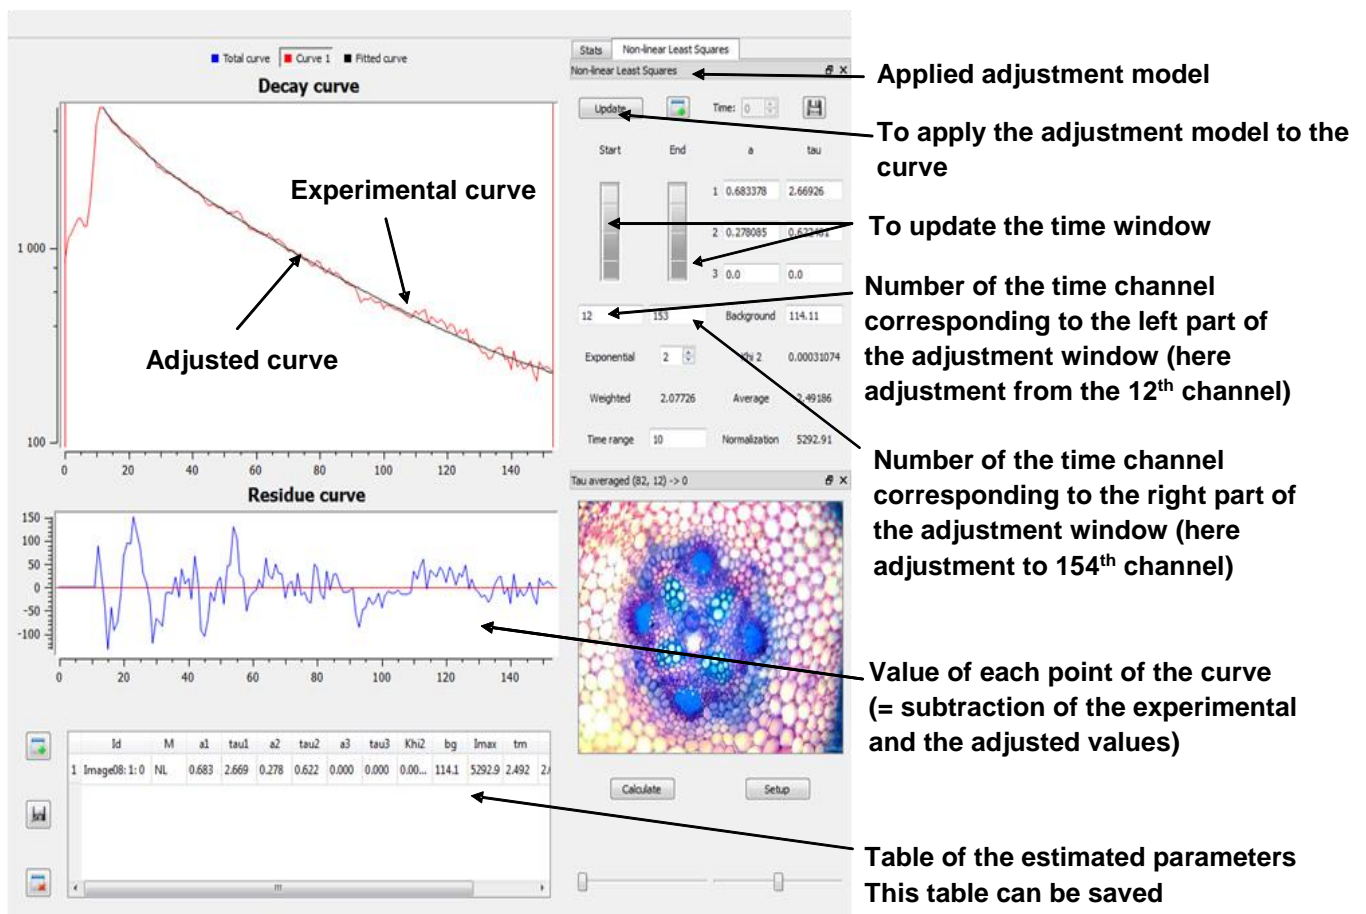 Total curve Curve 1 Fitted curve
Decay curve
1 000
100
0 20 40 60 80 100 120 140
Experimental curve
Adjusted curve
Residue curve
150
100
50
0
-50
-100
0 20 40 60 80 100 120 140
Id M a1 tau1 a2 tau2 a3 tau3 Khi2 bg Imax tm
1 Image08: 1: 0 NL 0.683 2.669 0.278 0.622 0.000 0.000 0.00... 114.1 5292.9 2.492
Stats Non-linear Least Squares
Non-linear Least Squares
Update Time: 0
Start End a tau
1 0.683378 2.66926
2 0.278085 0.622481
3 0.0 0.0
12 153 Background 114.11
Exponential 2 Khi 2 0.00031074
Weighted 2.07726 Average 2.49186
Time range 10 Normalization 5292.91
Tau averaged (82, 12) -> 0
Calculate Setup
Applied adjustment model
To apply the adjustment model to the
curve
To update the time window
Number of the time channel
corresponding to the left part of
the adjustment window (here
adjustment from the 12th channel)
Number of the time channel
corresponding to the right part of
the adjustment window (here
adjustment to 154th channel)
Value of each point of the curve
(= subtraction of the experimental
and the adjusted values)
Table of the estimated parameters
This table can be saved